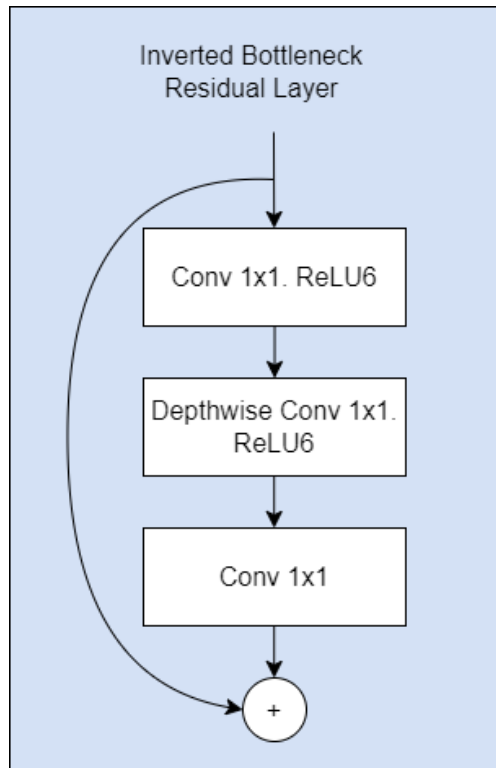 Inverted Bottleneck
Residual Layer
Conv 1x1. ReLU6
Depthwise Conv 1x1.
ReLU6
Conv 1x1
+